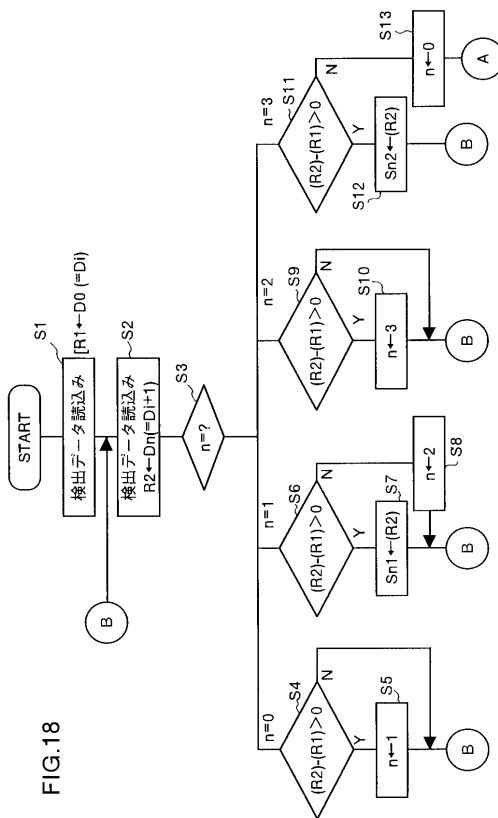 FIG.18
START
S1
検出データ読込み
[R1←D0 (=Di)
B
S2
検出データ読込み
R2←Dn(=Di+1)
S3
n=?
n=0
S4
(R2)-(R1)>0
N
Y
S5
n←1
B
n=1
S6
(R2)-(R1)>0
N
Y
S7
Sn1←(R2)
n←2
S8
B
n=2
S9
(R2)-(R1)>0
N
Y
S10
n←3
B
n=3
S11
(R2)-(R1)>0
N
Y
S12
Sn2←(R2)
B
S13
n←0
A